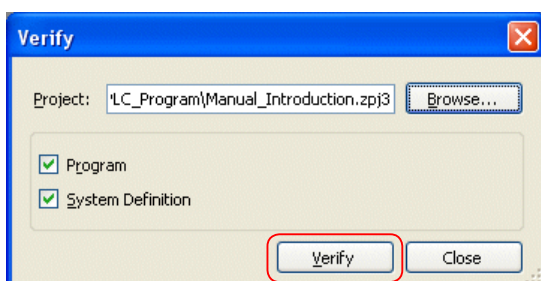 Verify
Project: 'LC_Program\Manual_Introduction.zpj3 Browse...
Program
System Definition
Verify Close